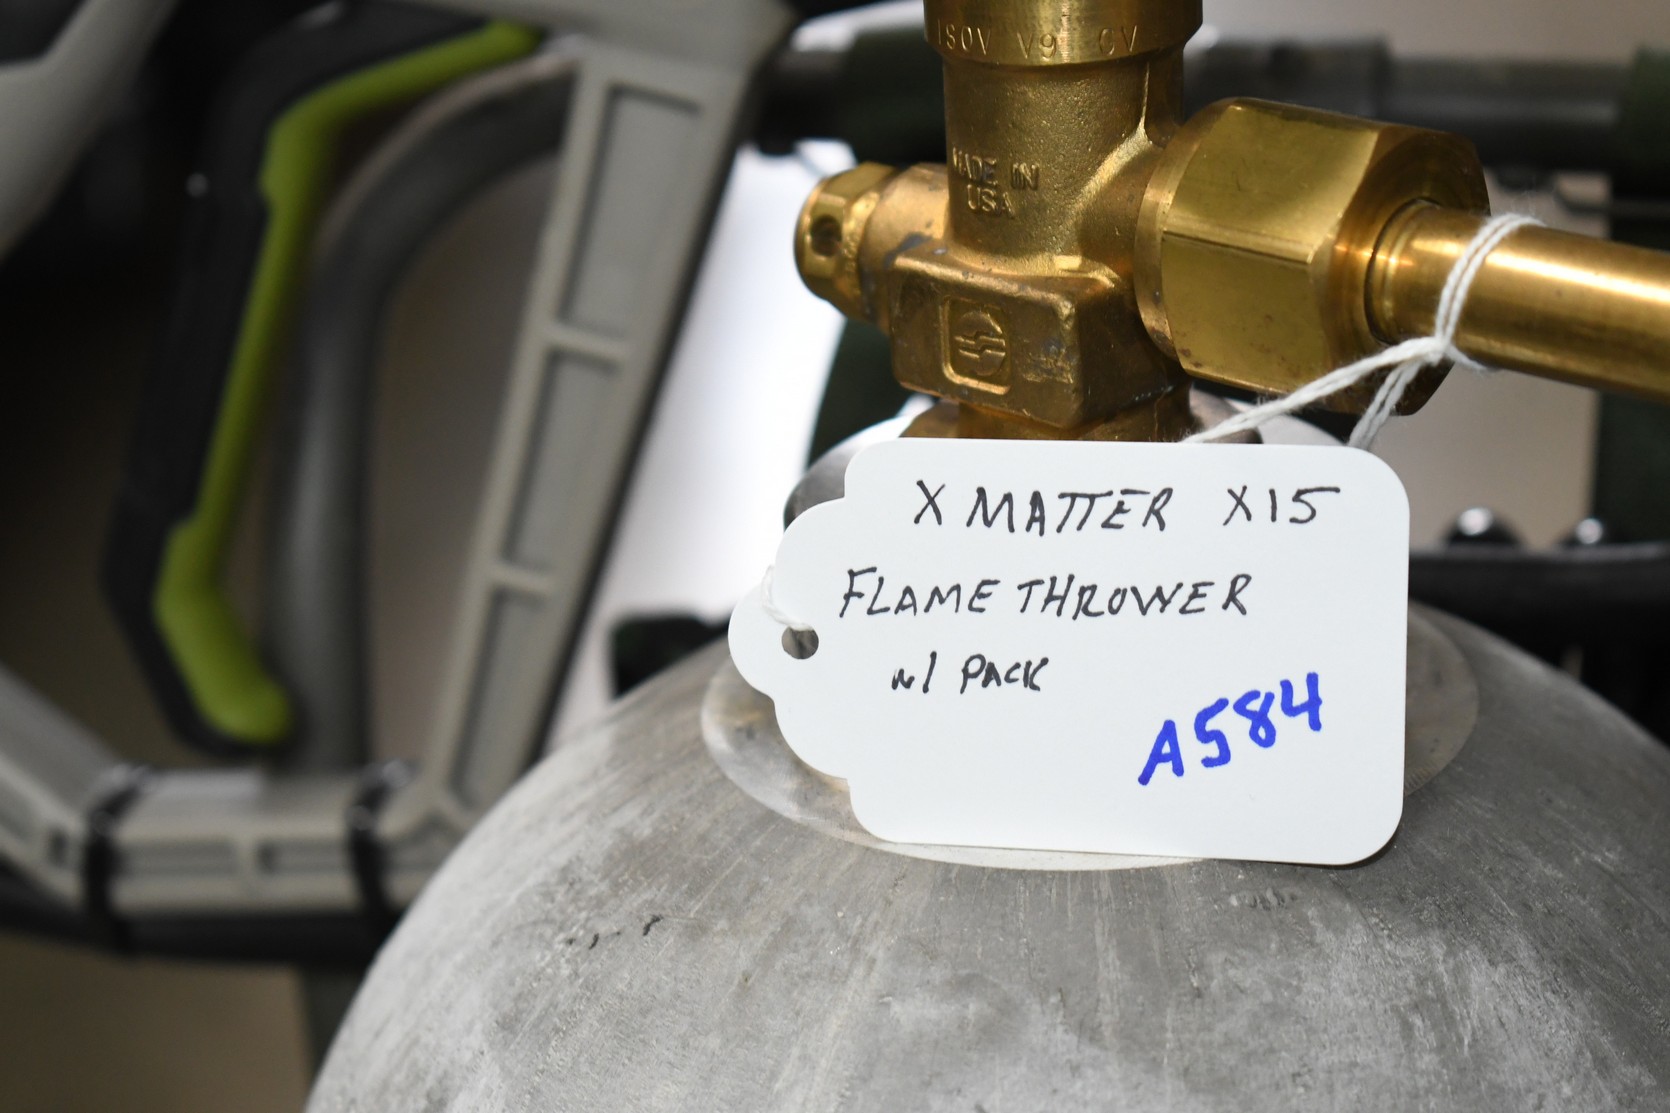 ISOV V9 CV
MADE IN
USA
X MATTER X15
FLAME THROWER
w/ PACK
A584